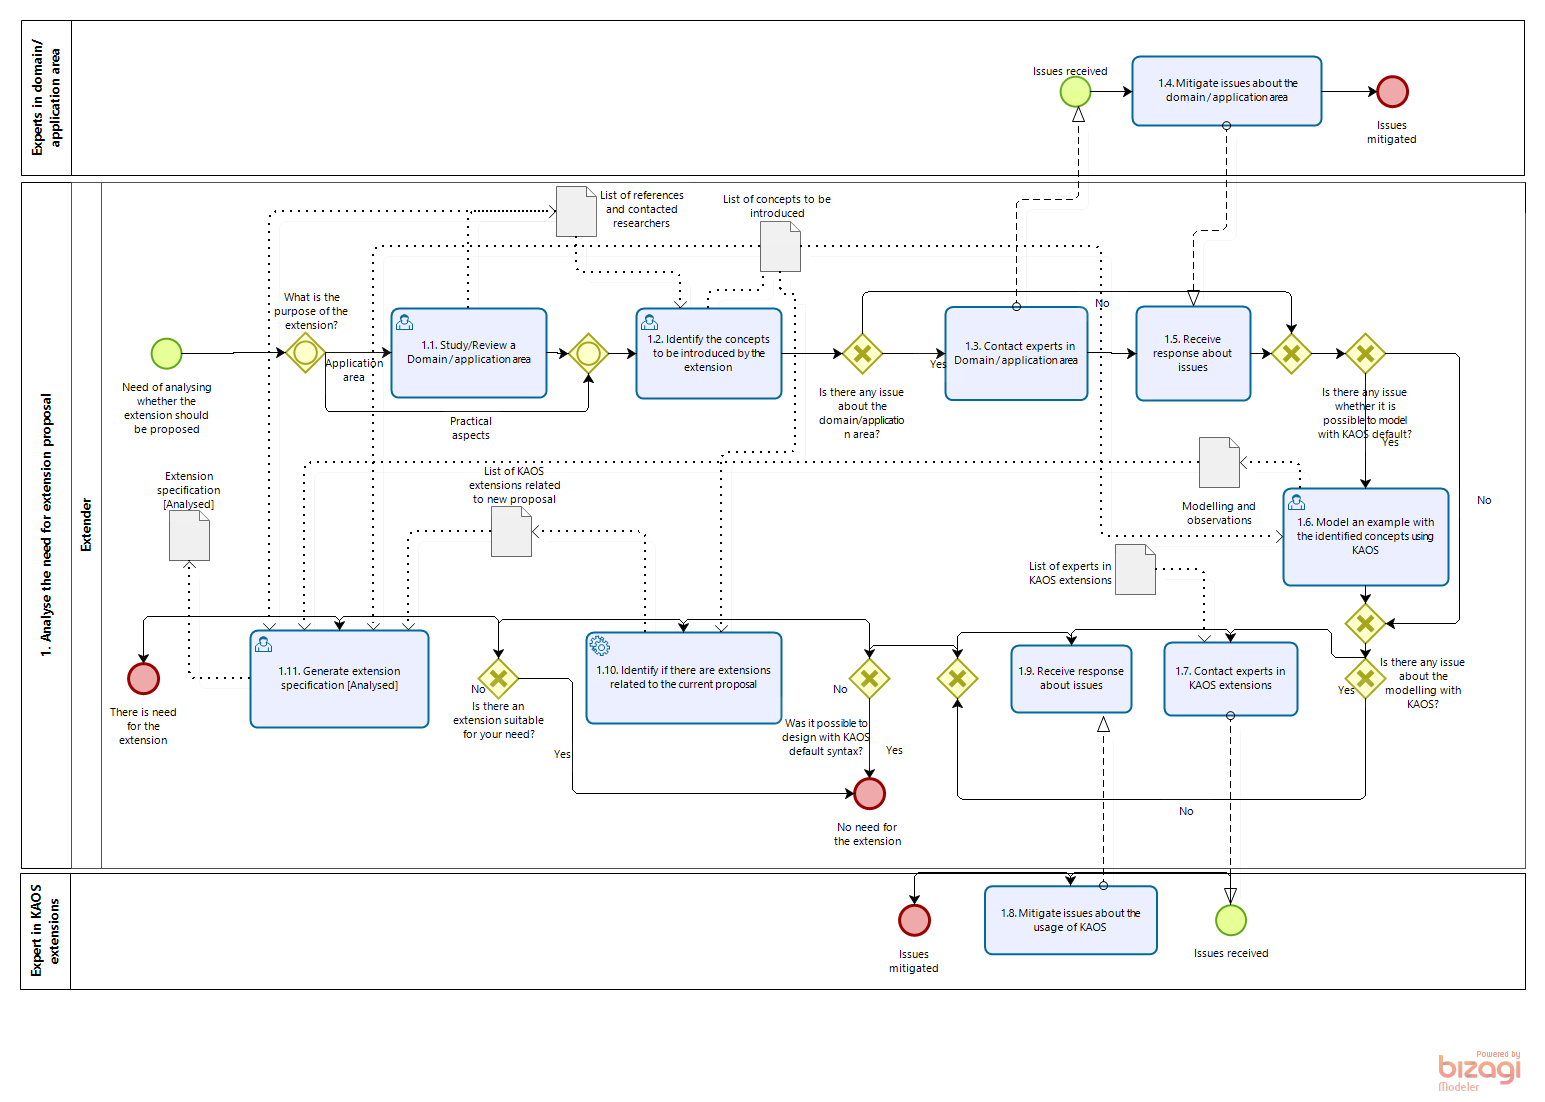 Experts in domain/
application area
Issues received
1.4. Mitigate issues about the
domain/application area
Issues
mitigated
1. Analyse the need for extension proposal
Extender
List of references
and contacted
researchers
List of concepts to be
introduced
What is the
purpose of the
extension?
Need of analysing
whether the
extension should
be proposed
Application
area
1.1. Study/Review a
Domain/application area
Practical
aspects
1.2. Identify the concepts
to be introduced by the
extension
Is there any issue
about the
domain/applicatio
n area?
Yes
No
1.3. Contact experts in
Domain/application area
1.5. Receive
response about
issues
Is there any issue
whether it is
possible to model
with KAOS default?
Yes
No
Extension
specification
[Analysed]
List of KAOS
extensions related
to new proposal
Modelling and
observations
1.6. Model an example with
the identified concepts using
KAOS
List of experts in
KAOS extensions
There is need
for the
extension
1.11. Generate extension
specification [Analysed]
No
Is there an
extension suitable
for your need?
Yes
1.10. Identify if there are extensions
related to the current proposal
No
Was it possible to
design with KAOS
default syntax?
Yes
No need for
the extension
1.9. Receive response
about issues
1.7. Contact experts in
KAOS extensions
Yes
Is there any issue
about the
modelling with
KAOS?
No
Expert in KAOS
extensions
Issues
mitigated
1.8. Mitigate issues about the
usage of KAOS
Issues received
Powered by
bizagi
Modeler